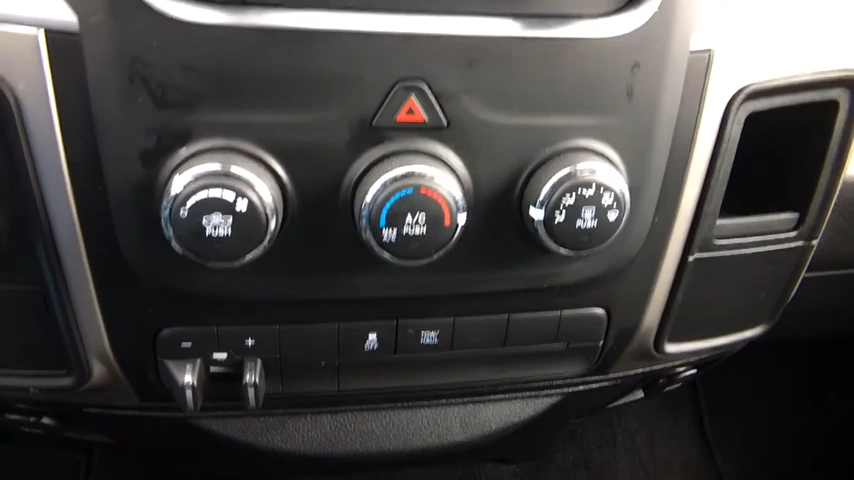 PUSH
A/C
PUSH
MAX
A/C
PUSH
- +
OFF
TOW/
HAUL